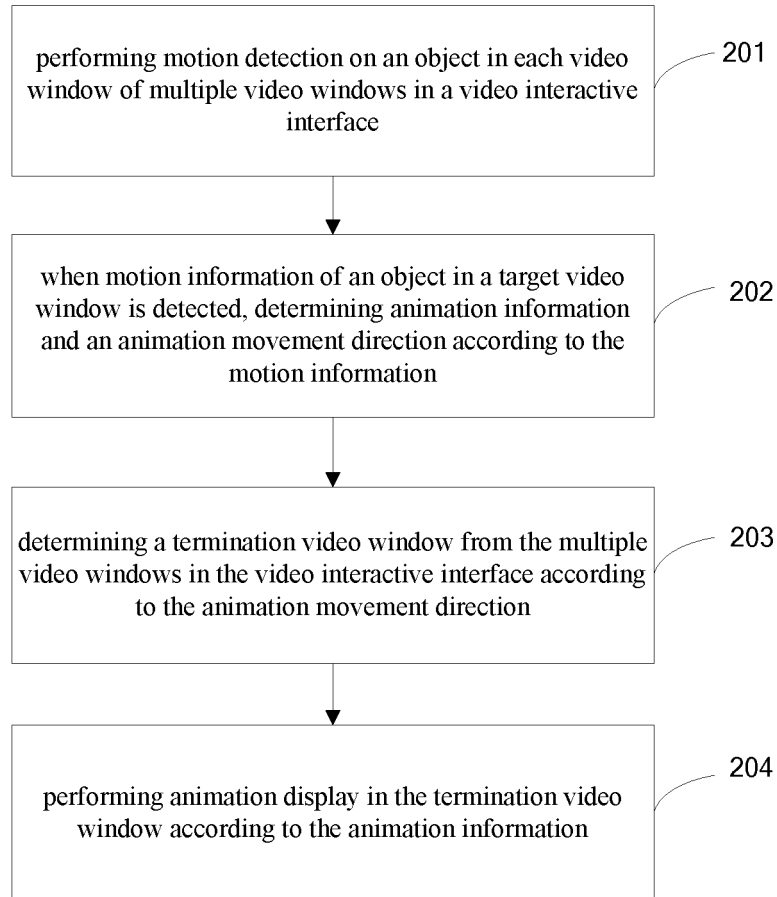 performing motion detection on an object in each video
window of multiple video windows in a video interactive
interface
201
when motion information of an object in a target video
window is detected, determining animation information
and an animation movement direction according to the
motion information
202
determining a termination video window from the multiple
video windows in the video interactive interface according
to the animation movement direction
203
performing animation display in the termination video
window according to the animation information
204